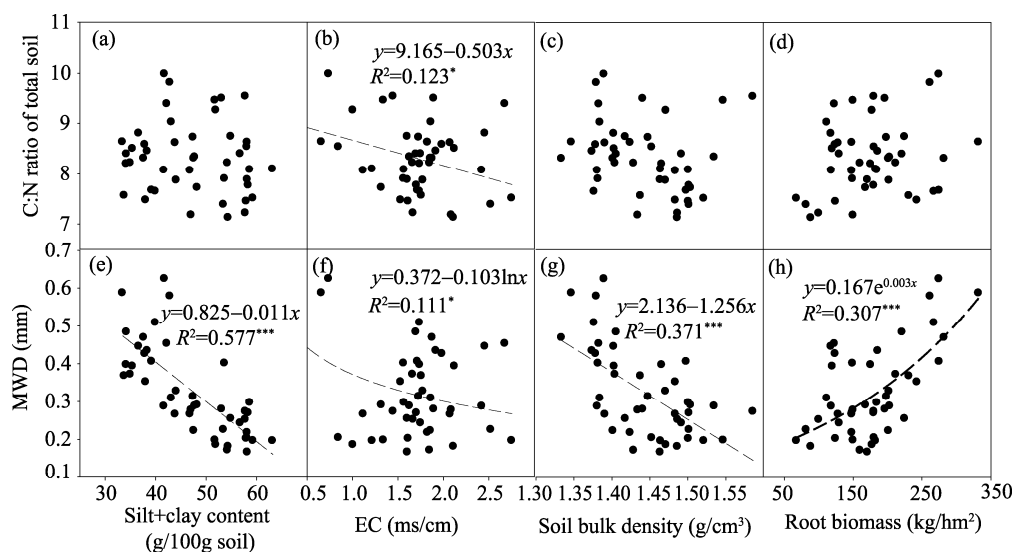 11
10
9
8
7
C:N ratio of total soil
(a)
(b)
y=9.165−0.503x
R²=0.123*
(c)
(d)
0.7
0.6
0.5
0.4
0.3
0.2
0.1
MWD (mm)
(e)
y=0.825−0.011x
R²=0.577***
(f)
y=0.372−0.103lnx
R²=0.111*
(g)
y=2.136−1.256x
R²=0.371***
(h)
y=0.167e^0.003x
R²=0.307***
30 40 50 60
0.5 1.0 1.5 2.0 2.5
1.30 1.35 1.40 1.45 1.50 1.55
50 150 250 350
Silt+clay content
(g/100g soil)
EC (ms/cm)
Soil bulk density (g/cm³)
Root biomass (kg/hm²)